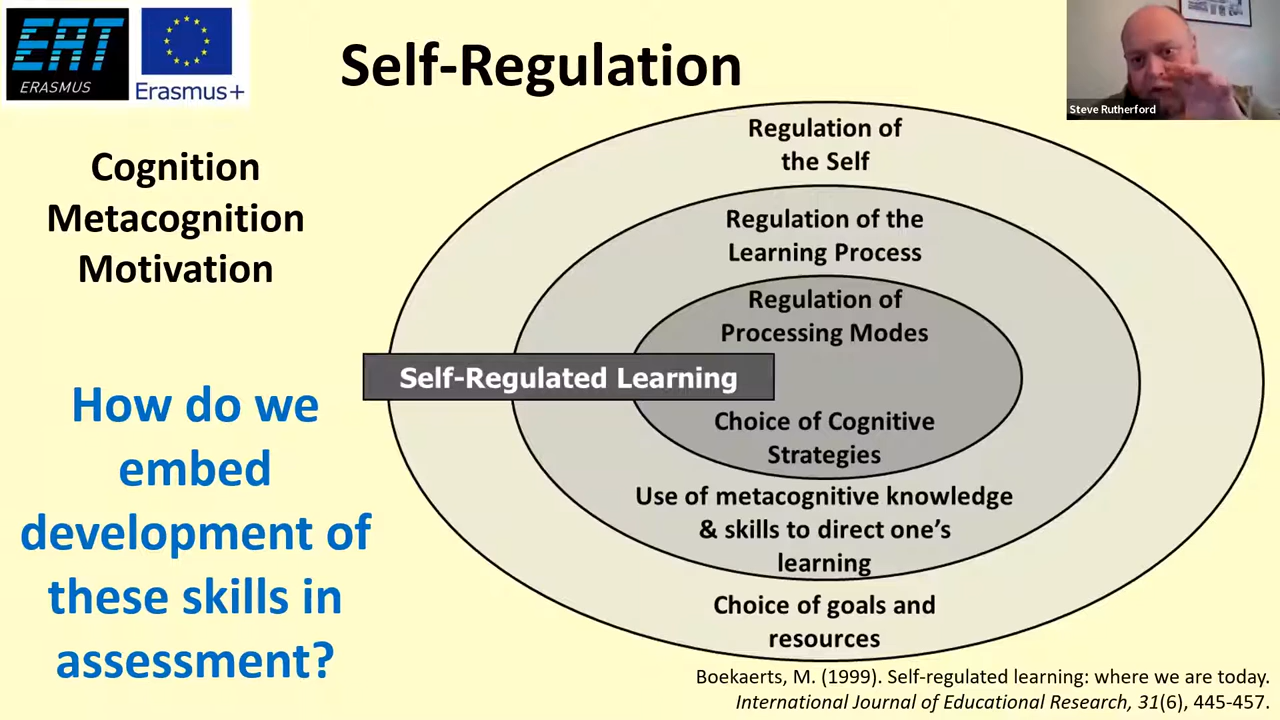 EAT
ERASMUS
Erasmus+
Self-Regulation
Steve Rutherford
Cognition
Metacognition
Motivation
How do we
embed
development of
these skills in
assessment?
Regulation of
the Self
Regulation of the
Learning Process
Regulation of
Processing Modes
Self-Regulated Learning
Choice of Cognitive
Strategies
Use of metacognitive knowledge
& skills to direct one’s
learning
Choice of goals and
resources
Boekaerts, M. (1999). Self-regulated learning: where we are today.
International Journal of Educational Research, 31(6), 445-457.